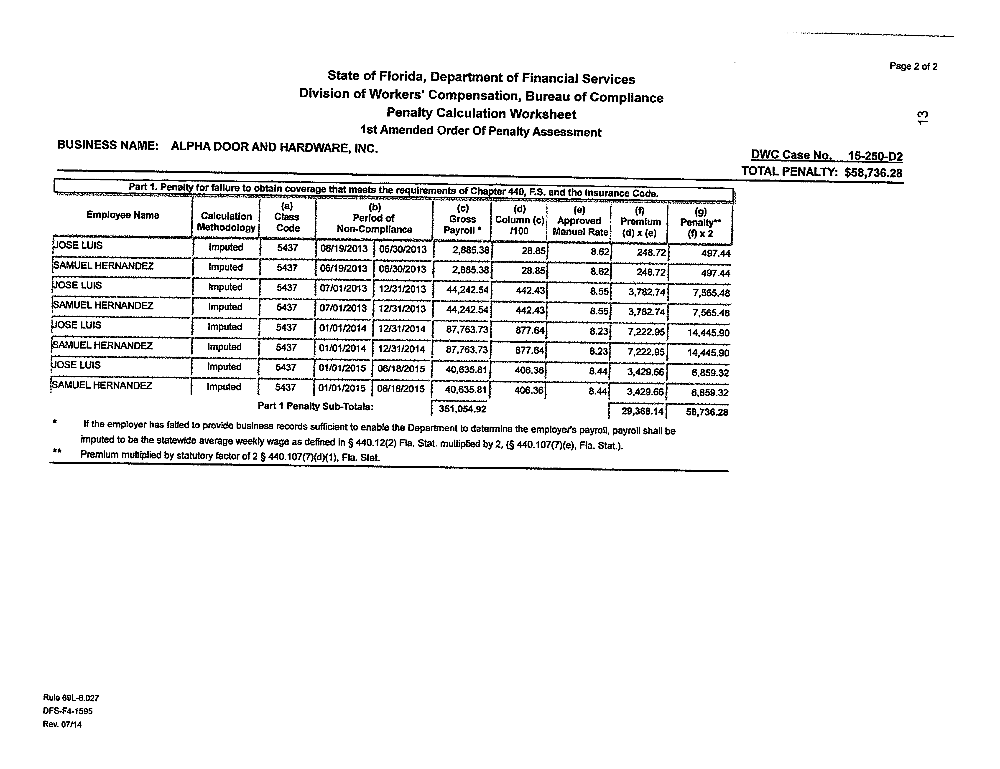 Page 2 of 2
State of Florida, Department of Financial Services
Division of Workers' Compensation, Bureau of Compliance
Penalty Calculation Worksheet
13
1st Amended Order Of Penalty Assessment
BUSINESS NAME: ALPHA DOOR AND HARDWARE, INC.
DWC Case No. 15-250-D2
TOTAL PENALTY: $58,736.28
Part 1. Penalty for failure to obtain coverage that meets the requirements of Chapter 440, F.S. and the Insurance Code.
Employee Name Calculation Methodology (a) Class Code (b) Period of Non-Compliance (c) Gross Payroll * (d) Column (c) /100 (e) Approved Manual Rate (f) Premium (d) x (e) (g) Penalty** (f) x 2
JOSE LUIS Imputed 5437 06/19/2013 06/30/2013 2,885.38 28.85 8.62 248.72 497.44
SAMUEL HERNANDEZ Imputed 5437 06/19/2013 06/30/2013 2,885.38 28.85 8.62 248.72 497.44
JOSE LUIS Imputed 5437 07/01/2013 12/31/2013 44,242.54 442.43 8.55 3,782.74 7,565.48
SAMUEL HERNANDEZ Imputed 5437 07/01/2013 12/31/2013 44,242.54 442.43 8.55 3,782.74 7,565.48
JOSE LUIS Imputed 5437 01/01/2014 12/31/2014 87,763.73 877.64 8.23 7,222.95 14,445.90
SAMUEL HERNANDEZ Imputed 5437 01/01/2014 12/31/2014 87,763.73 877.64 8.23 7,222.95 14,445.90
JOSE LUIS Imputed 5437 01/01/2015 06/18/2015 40,635.81 406.36 8.44 3,429.66 6,859.32
SAMUEL HERNANDEZ Imputed 5437 01/01/2015 06/18/2015 40,635.81 406.36 8.44 3,429.66 6,859.32
Part 1 Penalty Sub-Totals: 351,054.92 29,368.14 58,736.28
* If the employer has failed to provide business records sufficient to enable the Department to determine the employer's payroll, payroll shall be
imputed to be the statewide average weekly wage as defined in § 440.12(2) Fla. Stat. multiplied by 2, (§ 440.107(7)(e), Fla. Stat.).
** Premium multiplied by statutory factor of 2 § 440.107(7)(d)(1), Fla. Stat.
Rule 69L-6.027
DFS-F4-1595
Rev. 07/14